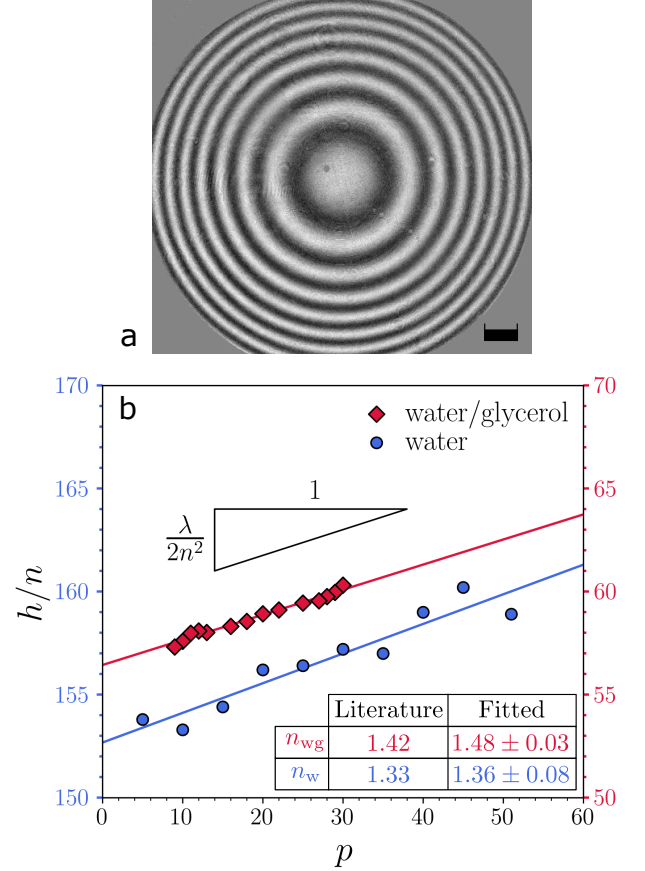 a
b
170
165
160
155
150
h/n
70
65
60
55
50
water/glycerol
water
1
λ
2n²
Literature Fitted
n_wg 1.42 1.48 ± 0.03
n_w 1.33 1.36 ± 0.08
0 10 20 30 40 50 60
p